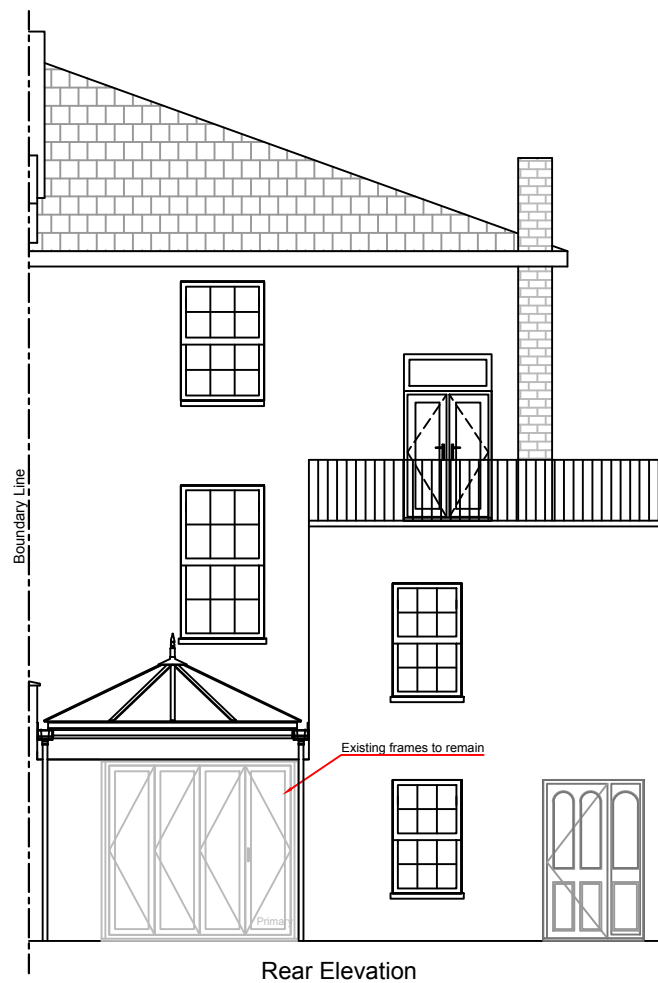 Boundary Line
Existing frames to remain
Primary
Rear Elevation